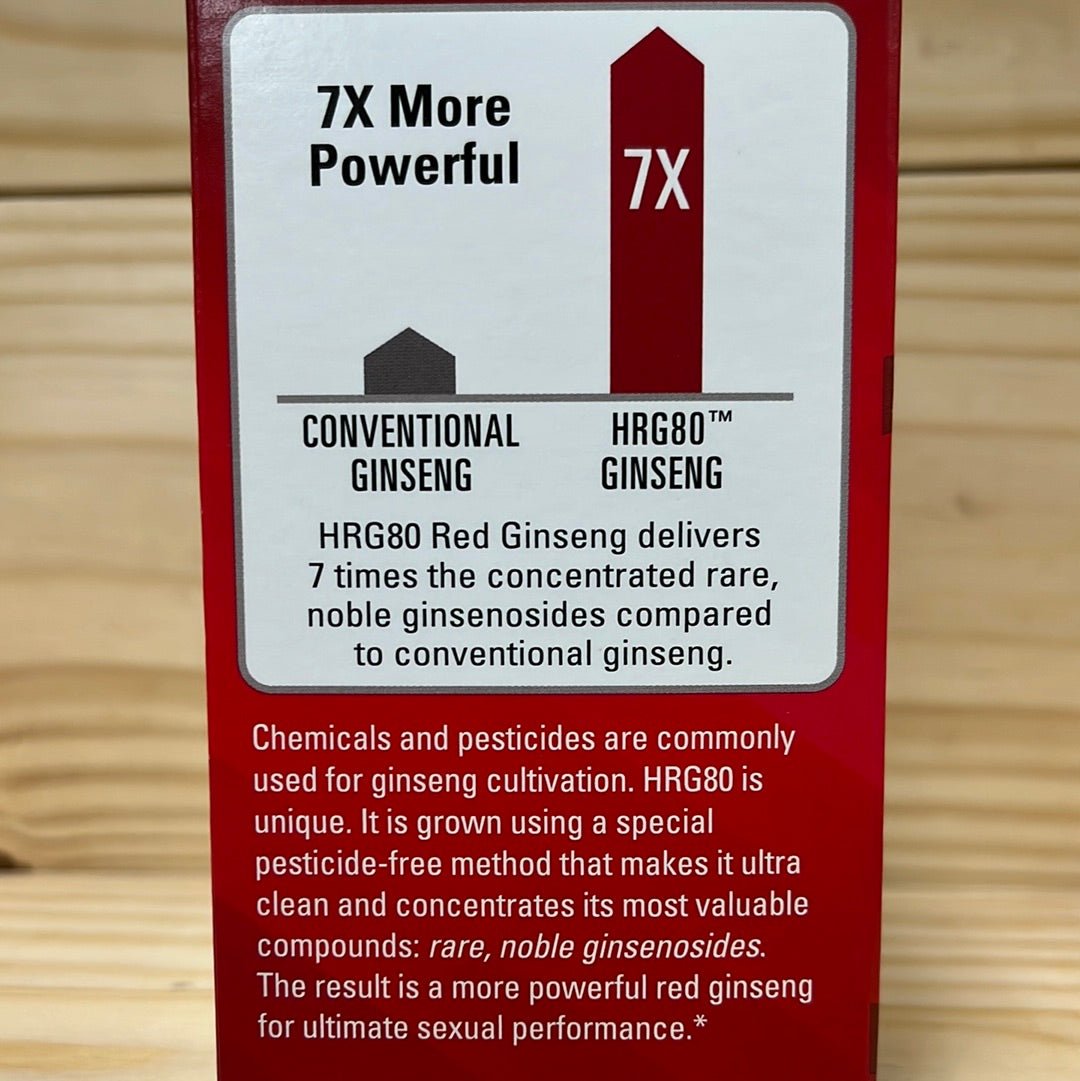 7X More
Powerful
7X
CONVENTIONAL
GINSENG
HRG80™
GINSENG
HRG80 Red Ginseng delivers
7 times the concentrated rare,
noble ginsenosides compared
to conventional ginseng.
Chemicals and pesticides are commonly
used for ginseng cultivation. HRG80 is
unique. It is grown using a special
pesticide-free method that makes it ultra
clean and concentrates its most valuable
compounds: rare, noble ginsenosides.
The result is a more powerful red ginseng
for ultimate sexual performance.*